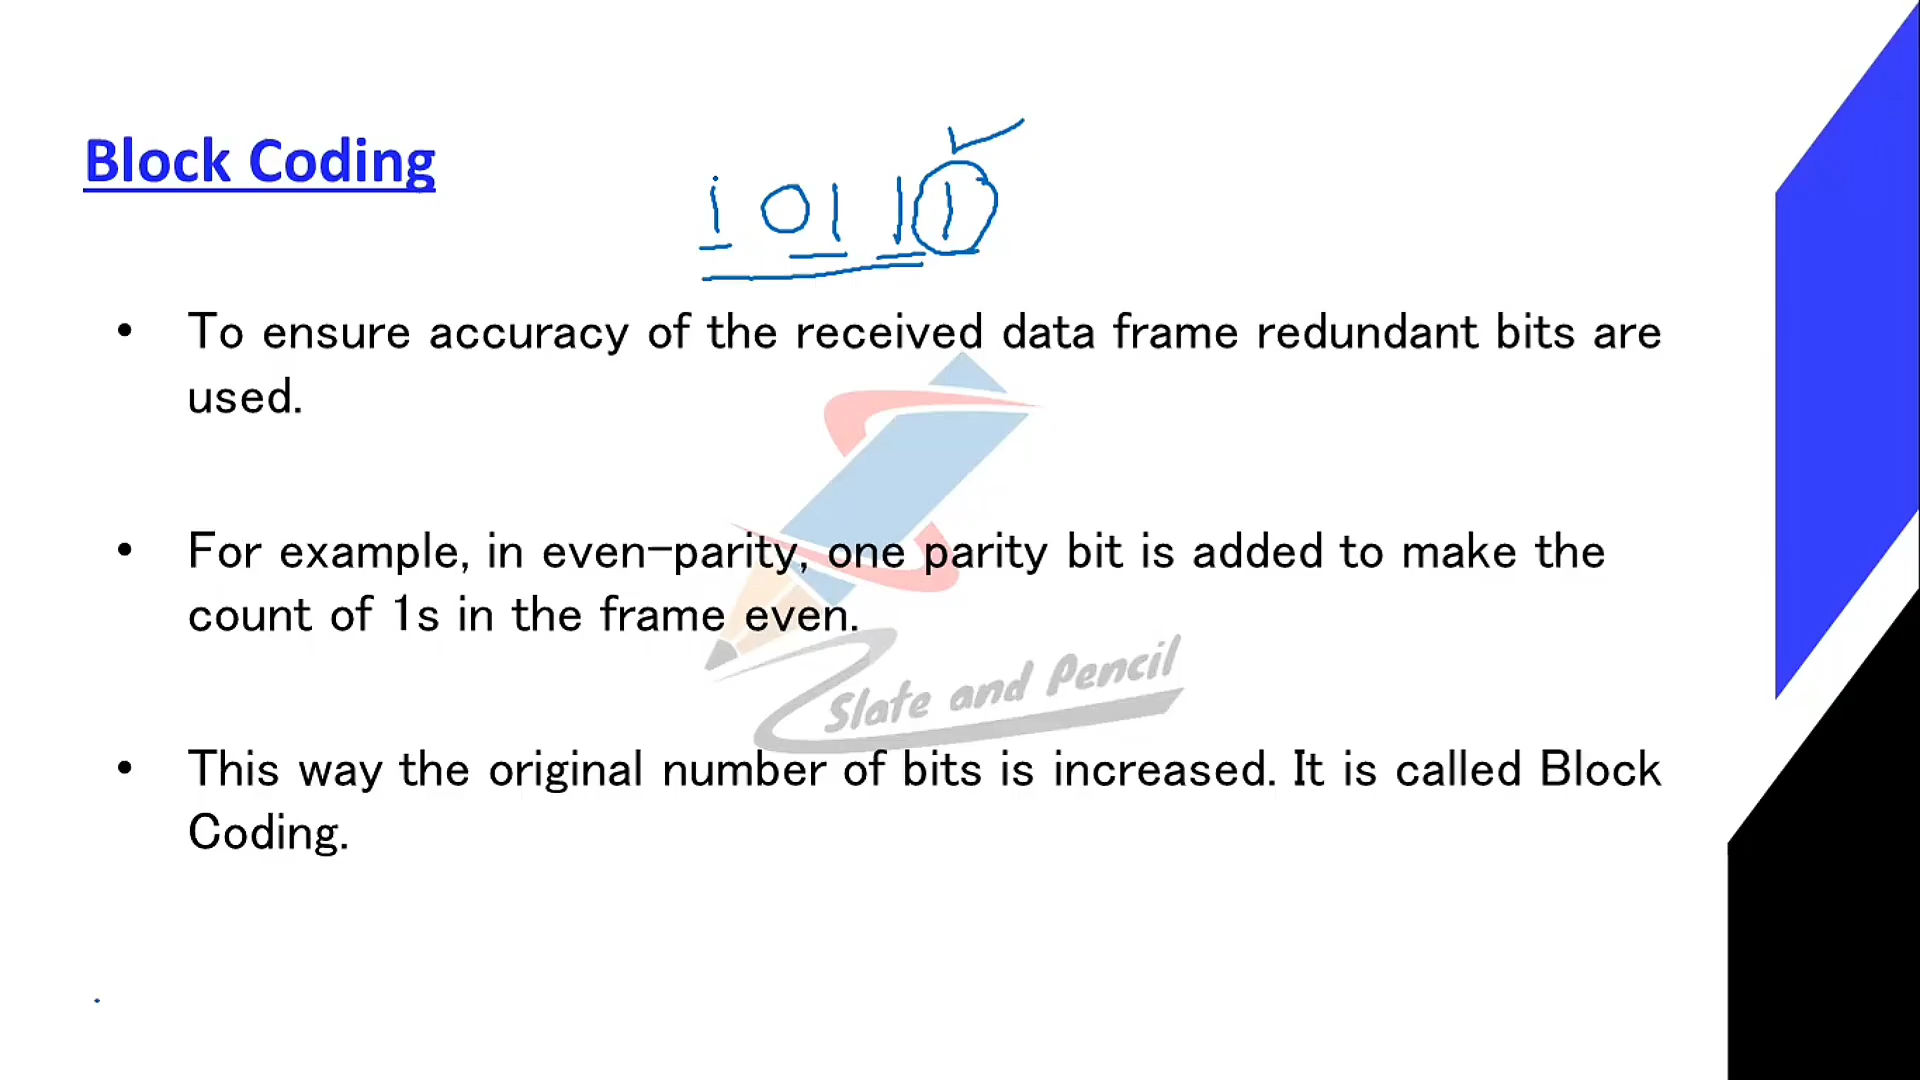 Block Coding
1 0 1 1 1
• To ensure accuracy of the received data frame redundant bits are
used.
• For example, in even-parity, one parity bit is added to make the
count of 1s in the frame even.
Slate and Pencil
• This way the original number of bits is increased. It is called Block
Coding.